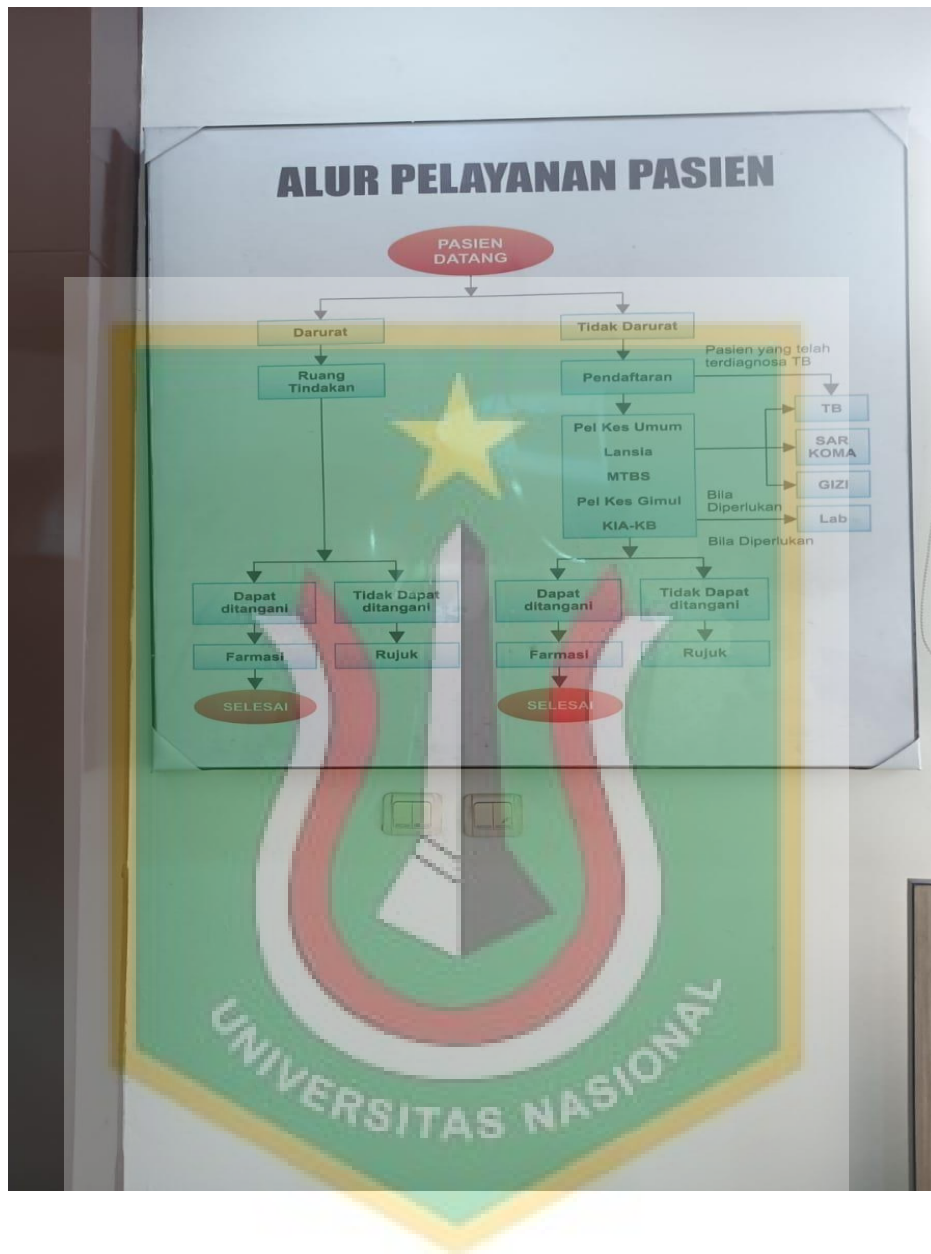 ALUR PELAYANAN PASIEN
PASIEN
DATANG
Darurat
Tidak Darurat
Ruang
Tindakan
Pendaftaran
Pasien yang telah
terdiagnosa TB
TB
SAR
KOMA
GIZI
Lab
Pel Kes Umum
Lansia
MTBS
Pel Kes Gimul
KIA-KB
Bila
Diperlukan
Bila Diperlukan
Dapat
ditangani
Tidak Dapat
ditangani
Dapat
ditangani
Tidak Dapat
ditangani
Farmasi
Rujuk
Farmasi
Rujuk
SELESAI
SELESAI
UNIVERSITAS NASIONAL